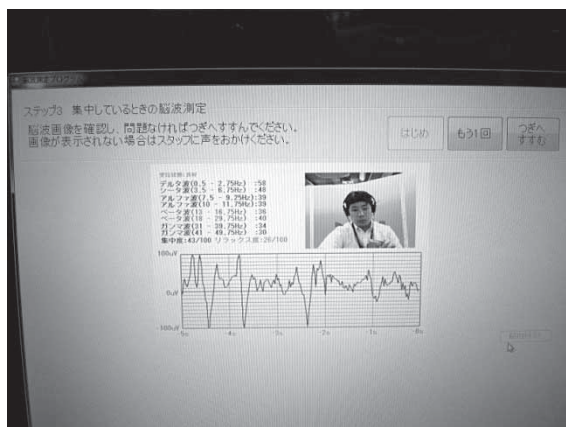 ステップ3 集中しているときの脳波測定
脳波画像を確認し、問題なければつぎへすすんでください。
画像が表示されない場合はスタッフに声をおかけください。
はじめ
もう1回
つぎへ
すすむ
デルタ波(0.5 - 2.75Hz) :58
シータ波(3.5 - 6.75Hz) :48
アルファ波(7.5 - 9.25Hz):39
アルファ波(10 - 11.75Hz):39
ベータ波(13 - 16.75Hz) :36
ベータ波(18 - 29.75Hz) :40
ガンマ波(31 - 39.75Hz) :34
ガンマ波(41 - 49.75Hz) :30
集中度:43/100 リラックス度:26/100
100uV
0uV
-100uV
5s -4s -3s -2s -1s -0s